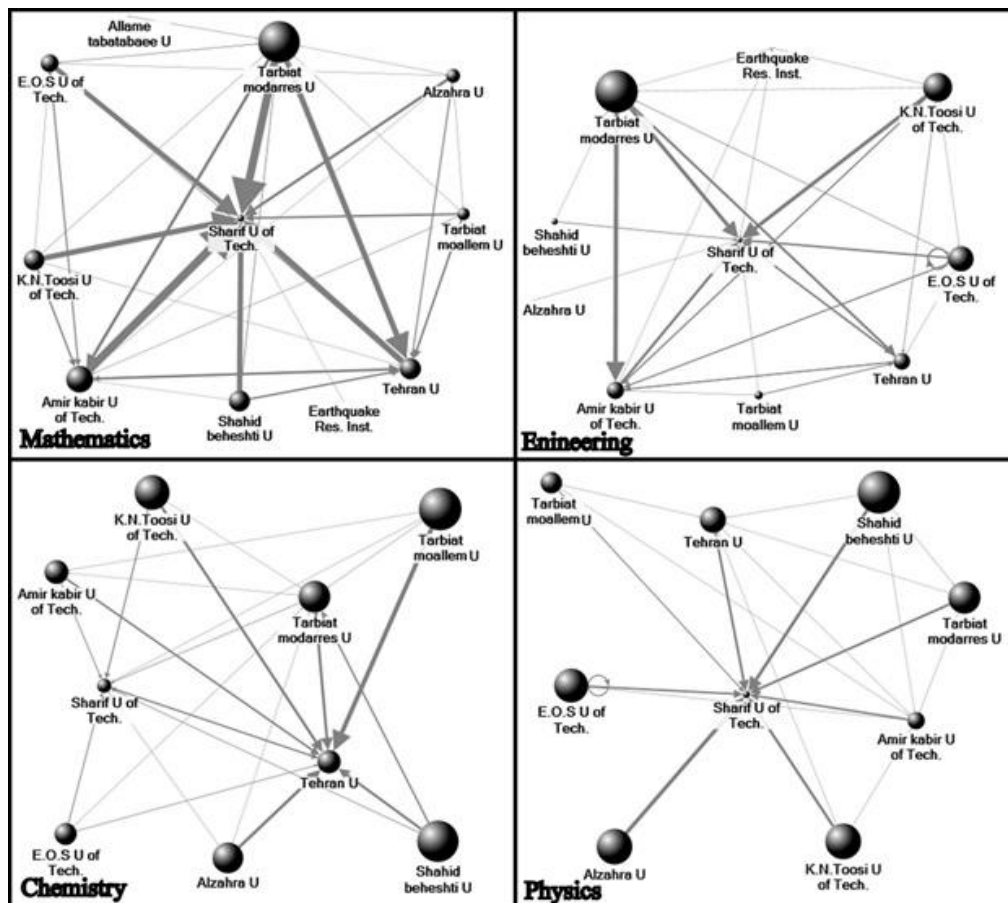 Allame
tabatabaee U
E.O.S U of
Tech.
Tarbiat
modarres U
Alzahra U
Sharif U of
Tech.
Tarbiat
moallem U
K.N.Toosi U
of Tech.
Amir kabir U
of Tech.
Shahid
beheshti U
Earthquake
Res. Inst.
Tehran U
Mathematics
Earthquake
Res. Inst.
Tarbiat
modarres U
K.N.Toosi U
of Tech.
Shahid
beheshti U
Sharif U of
Tech.
E.O.S U of
Tech.
Alzahra U
Tehran U
Amir kabir U
of Tech.
Tarbiat
moallem U
Enineering
K.N.Toosi U
of Tech.
Tarbiat
moallem U
Amir kabir U
of Tech.
Tarbiat
modarres U
Sharif U of
Tech.
Tehran U
E.O.S U of
Tech.
Alzahra U
Shahid
beheshti U
Chemistry
Tarbiat
moallem U
Tehran U
Shahid
beheshti U
Tarbiat
modarres U
E.O.S U of
Tech.
Sharif U of
Tech.
Amir kabir U
of Tech.
Alzahra U
K.N.Toosi U
of Tech.
Physics